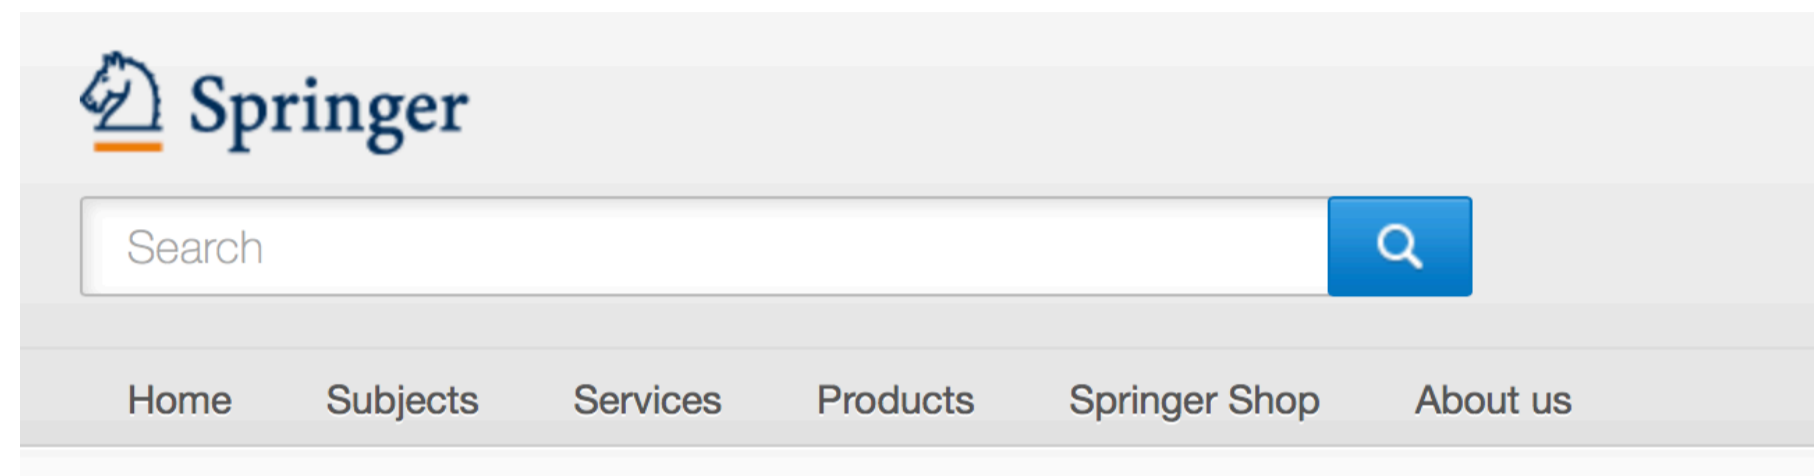 Springer
Search
Home Subjects Services Products Springer Shop About us